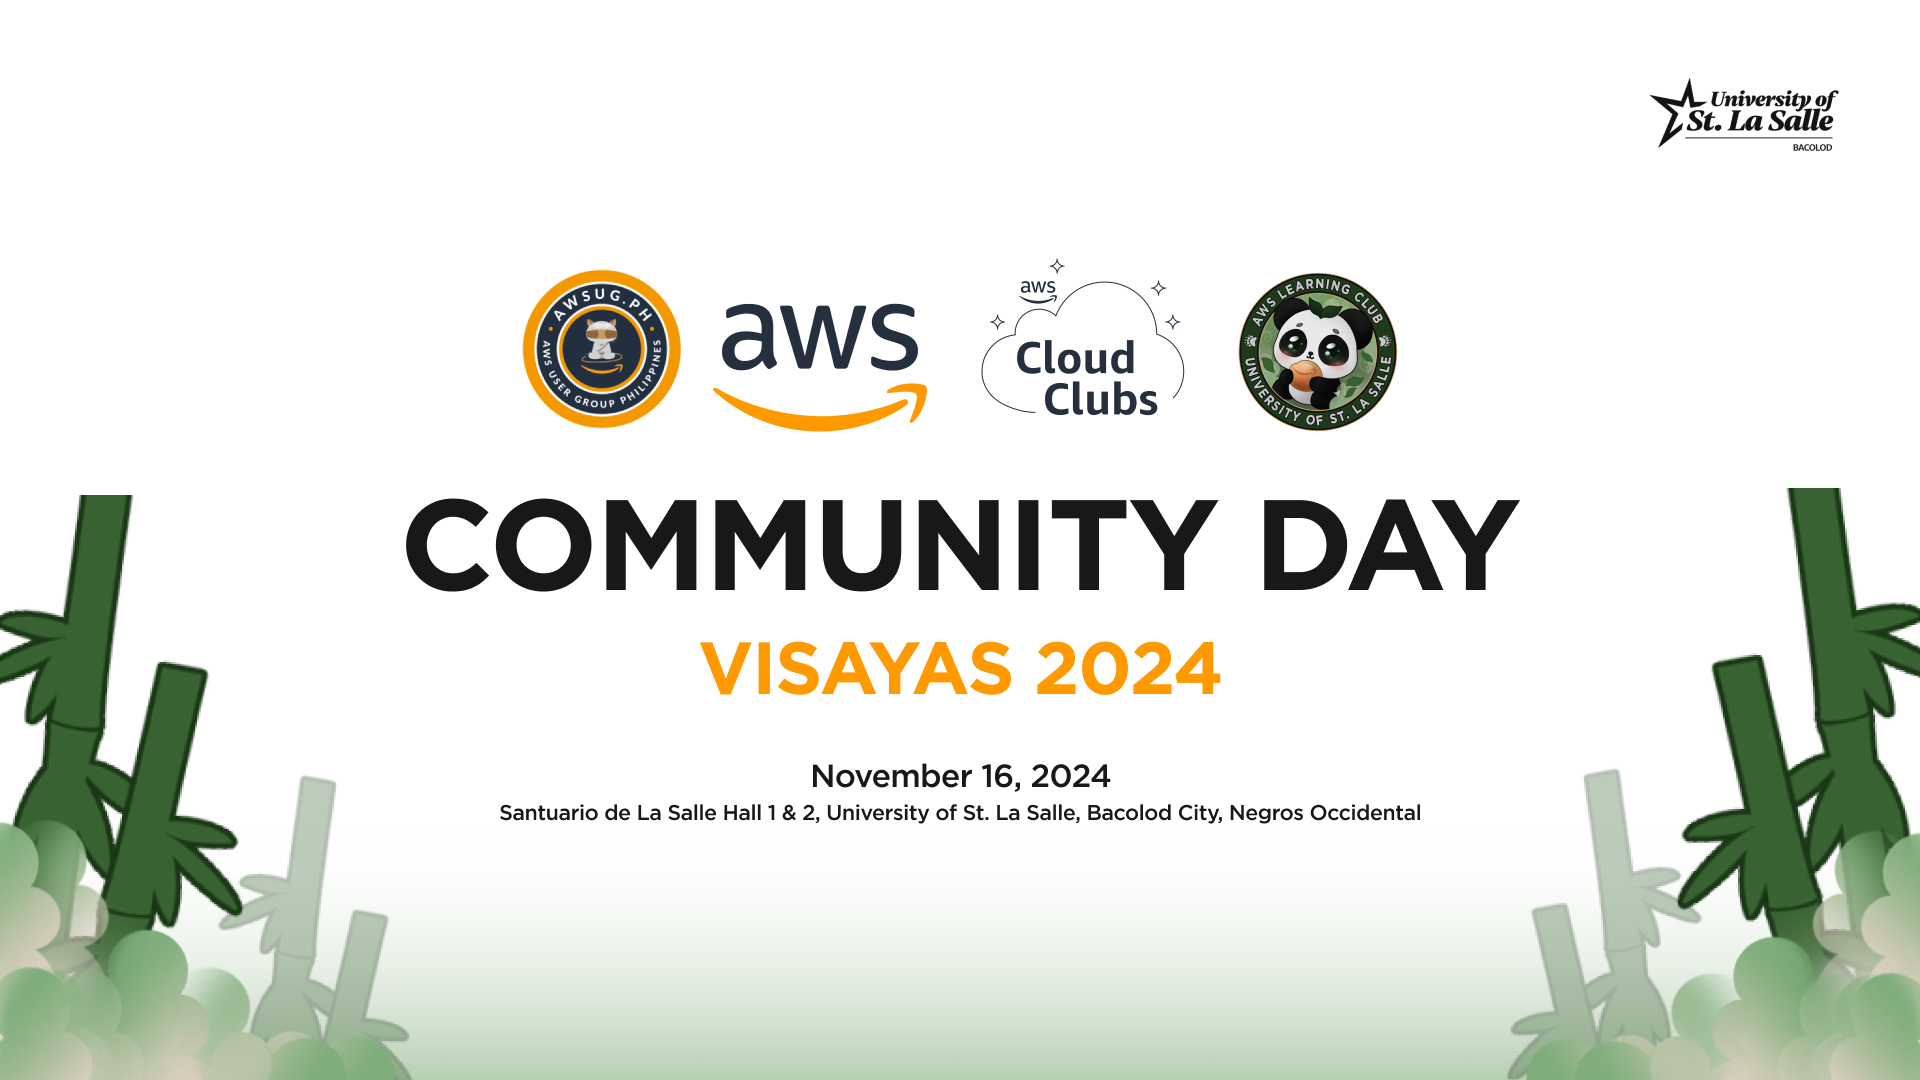 University of
St. La Salle
BACOLOD
AWSUG.PH
AWS USER GROUP PHILIPPINES
aws
aws
Cloud
Clubs
AWS LEARNING CLUB
UNIVERSITY OF ST. LA SALLE
COMMUNITY DAY
VISAYAS 2024
November 16, 2024
Santuario de La Salle Hall 1 & 2, University of St. La Salle, Bacolod City, Negros Occidental